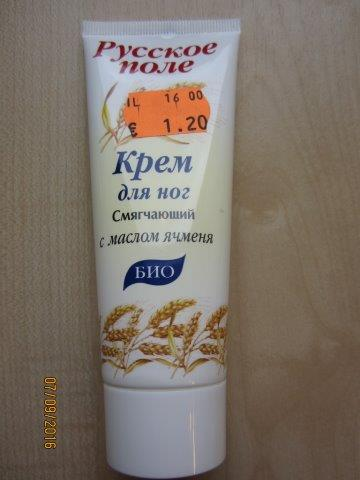 Русское
поле
IL 16 00
€ 1.20
Крем
для ног
Смягчающий
с маслом ячменя
БИО
07/09/2016